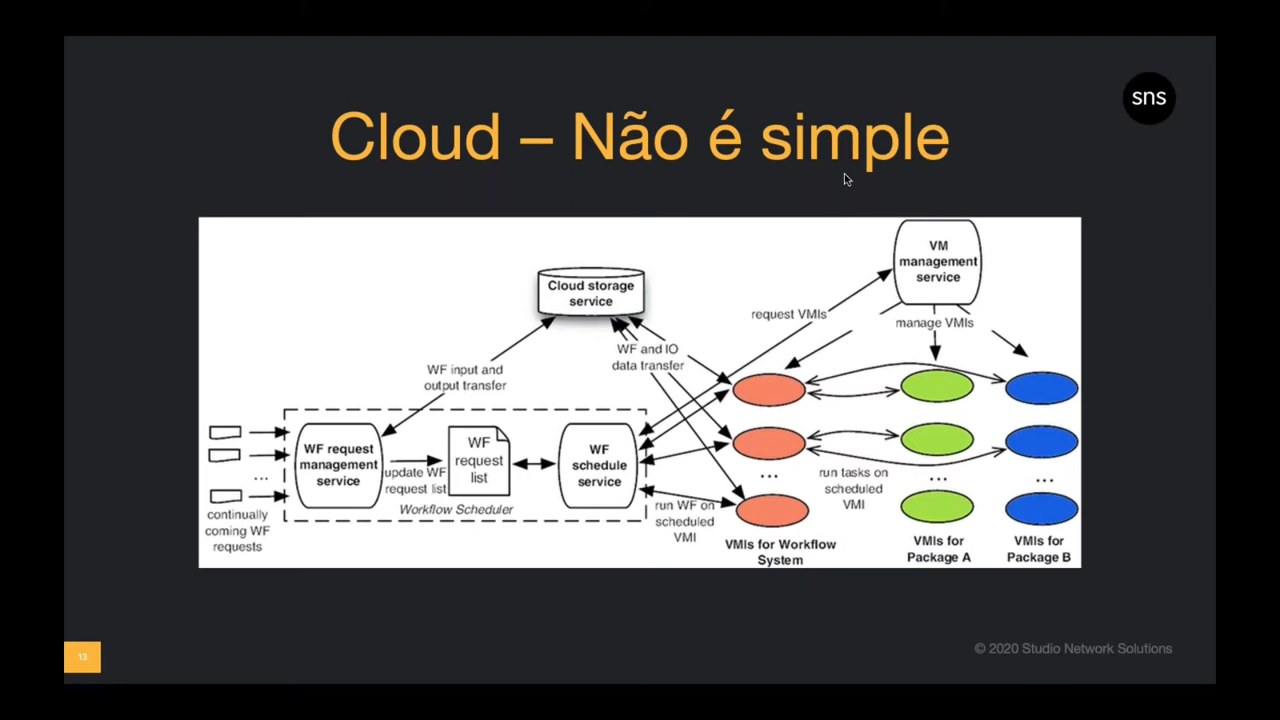 sns
Cloud – Não é simple
VM
management
service
Cloud storage
service
request VMIs
manage VMIs
WF and IO
data transfer
WF input and
output transfer
WF request
management
service
update WF
request list
WF
request
list
WF
schedule
service
Workflow Scheduler
...
continually
coming WF
requests
run WF on
scheduled
VMI
...
run tasks on
scheduled
VMI
...
...
VMIs for Workflow
System
VMIs for
Package A
VMIs for
Package B
13
© 2020 Studio Network Solutions